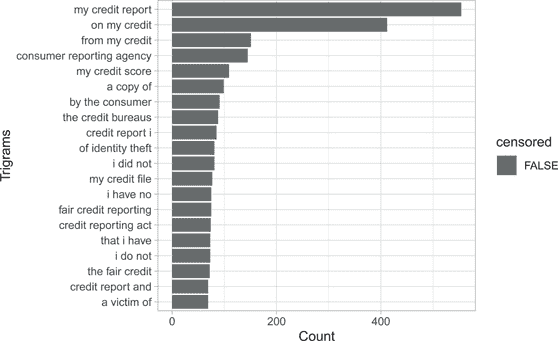 my credit report
on my credit
from my credit
consumer reporting agency
my credit score
a copy of
by the consumer
the credit bureaus
credit report i
of identity theft
i did not
my credit file
i have no
fair credit reporting
credit reporting act
that i have
i do not
the fair credit
credit report and
a victim of
Trigrams
0 200 400
Count
censored
FALSE